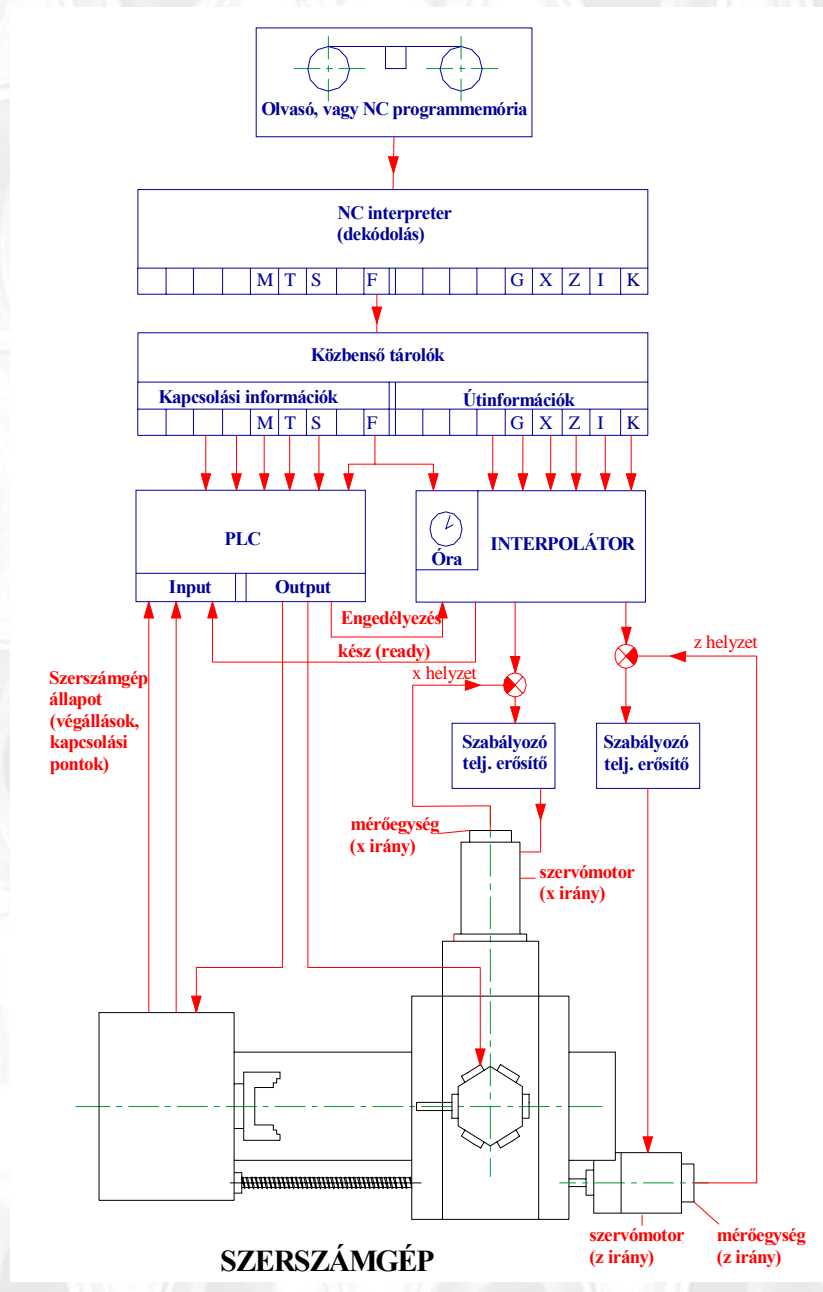 Olvasó, vagy NC programmemória
NC interpreter
(dekódolás)
M T S F G X Z I K
Közbenső tárolók
Kapcsolási információk Útinformációk
M T S F G X Z I K
PLC
Óra
INTERPOLÁTOR
Input Output
Engedélyezés
kész (ready)
x helyzet
z helyzet
Szerszámgép
állapot
(végállások,
kapcsolási
pontok)
Szabályozó
telj. erősítő
Szabályozó
telj. erősítő
mérőegység
(x irány)
szervómotor
(x irány)
szervómotor
(z irány)
mérőegység
(z irány)
SZERSZÁMGÉP